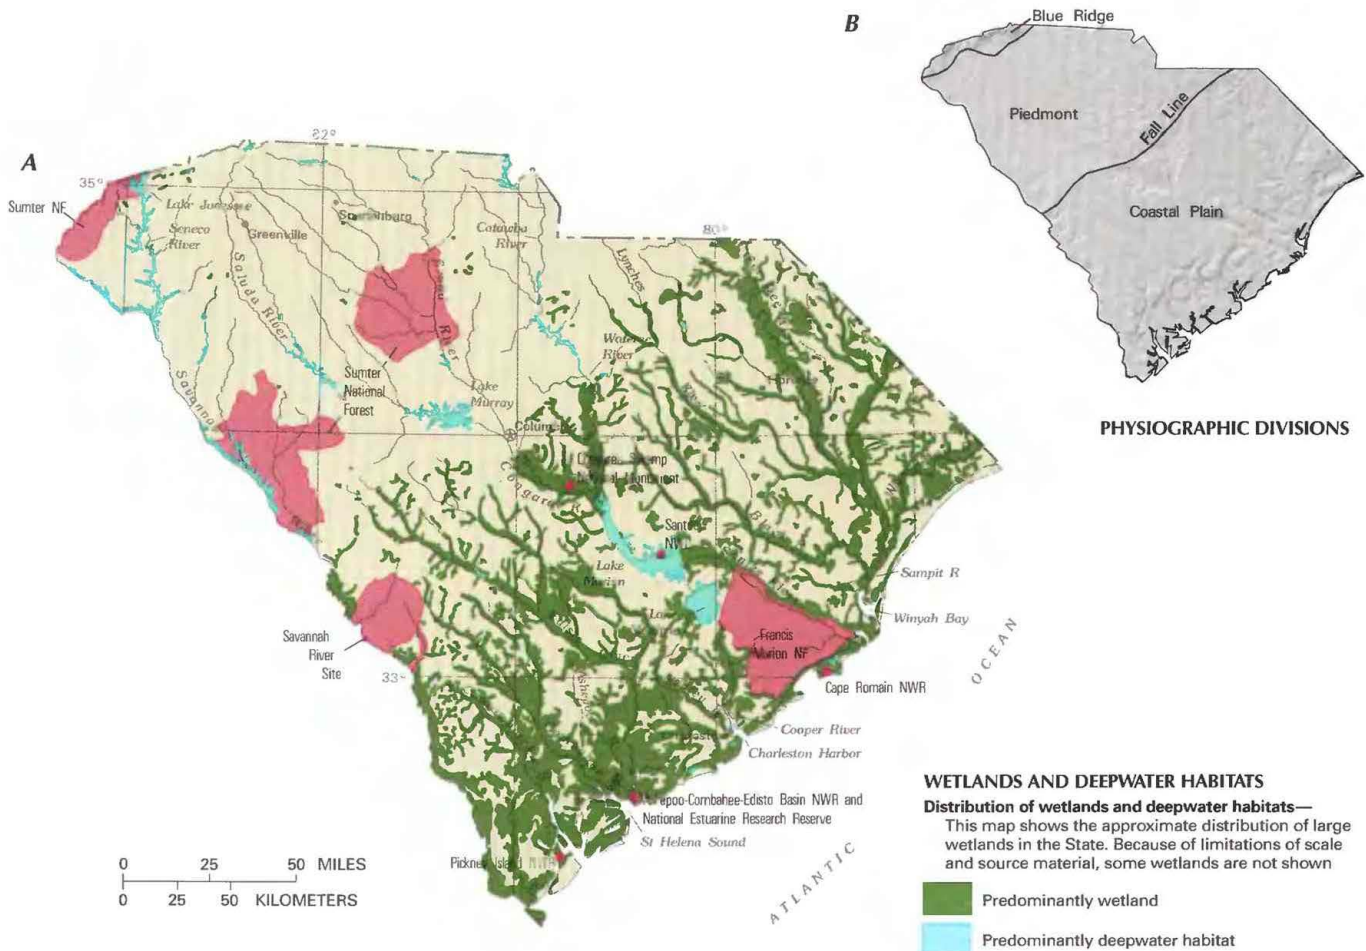 B
Blue Ridge
Piedmont
Fall Line
Coastal Plain
PHYSIOGRAPHIC DIVISIONS
A
82°
35°
80°
33°
Sumter NF
Seneca
River
Greenville
Saluda River
Catawba
River
Lynches
River
Sumter
National
Forest
Lake
Murray
River
Savannah
Lake
Savannah
River
Site
Francis
Marion NF
Sampit R
Winyah Bay
Cape Romain NWR
Cooper River
Charleston Harbor
Basin NWR and
National Estuarine Research Reserve
St Helena Sound
OCEAN
ATLANTIC
0 25 50 MILES
0 25 50 KILOMETERS
WETLANDS AND DEEPWATER HABITATS
Distribution of wetlands and deepwater habitats—
This map shows the approximate distribution of large
wetlands in the State. Because of limitations of scale
and source material, some wetlands are not shown
Predominantly wetland
Predominantly deepwater habitat